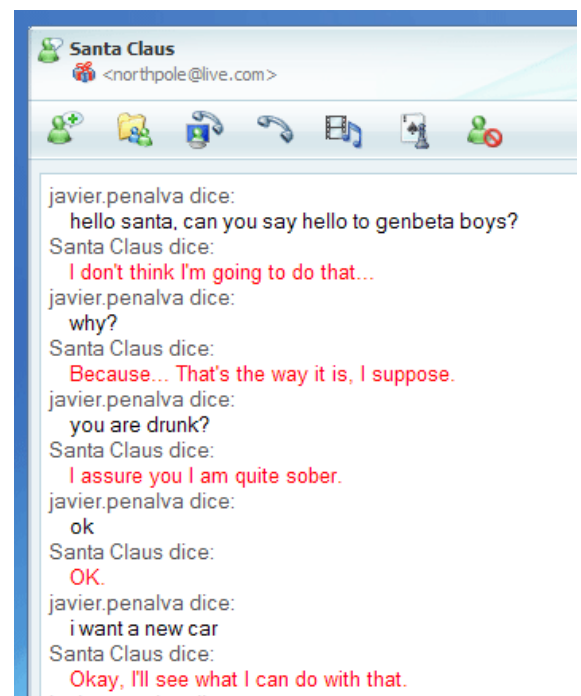 Santa Claus
<northpole@live.com>
javier.penalva dice:
hello santa, can you say hello to genbeta boys?
Santa Claus dice:
I don't think I'm going to do that...
javier.penalva dice:
why?
Santa Claus dice:
Because... That's the way it is, I suppose.
javier.penalva dice:
you are drunk?
Santa Claus dice:
I assure you I am quite sober.
javier.penalva dice:
ok
Santa Claus dice:
OK.
javier.penalva dice:
i want a new car
Santa Claus dice:
Okay, I'll see what I can do with that.